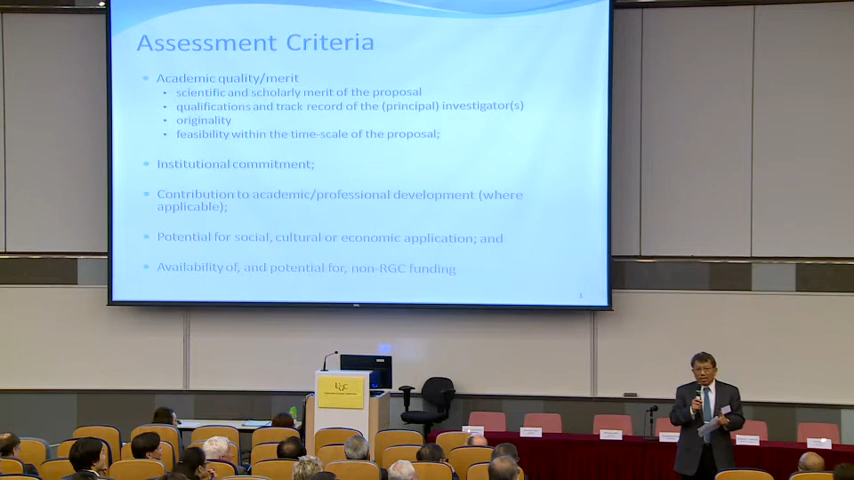 Assessment Criteria
Academic quality/merit
scientific and scholarly merit of the proposal
qualifications and track record of the (principal) investigator(s)
originality
feasibility within the time-scale of the proposal;
Institutional commitment;
Contribution to academic/professional development (where
applicable);
Potential for social, cultural or economic application; and
Availability of, and potential for, non-RGC funding
1